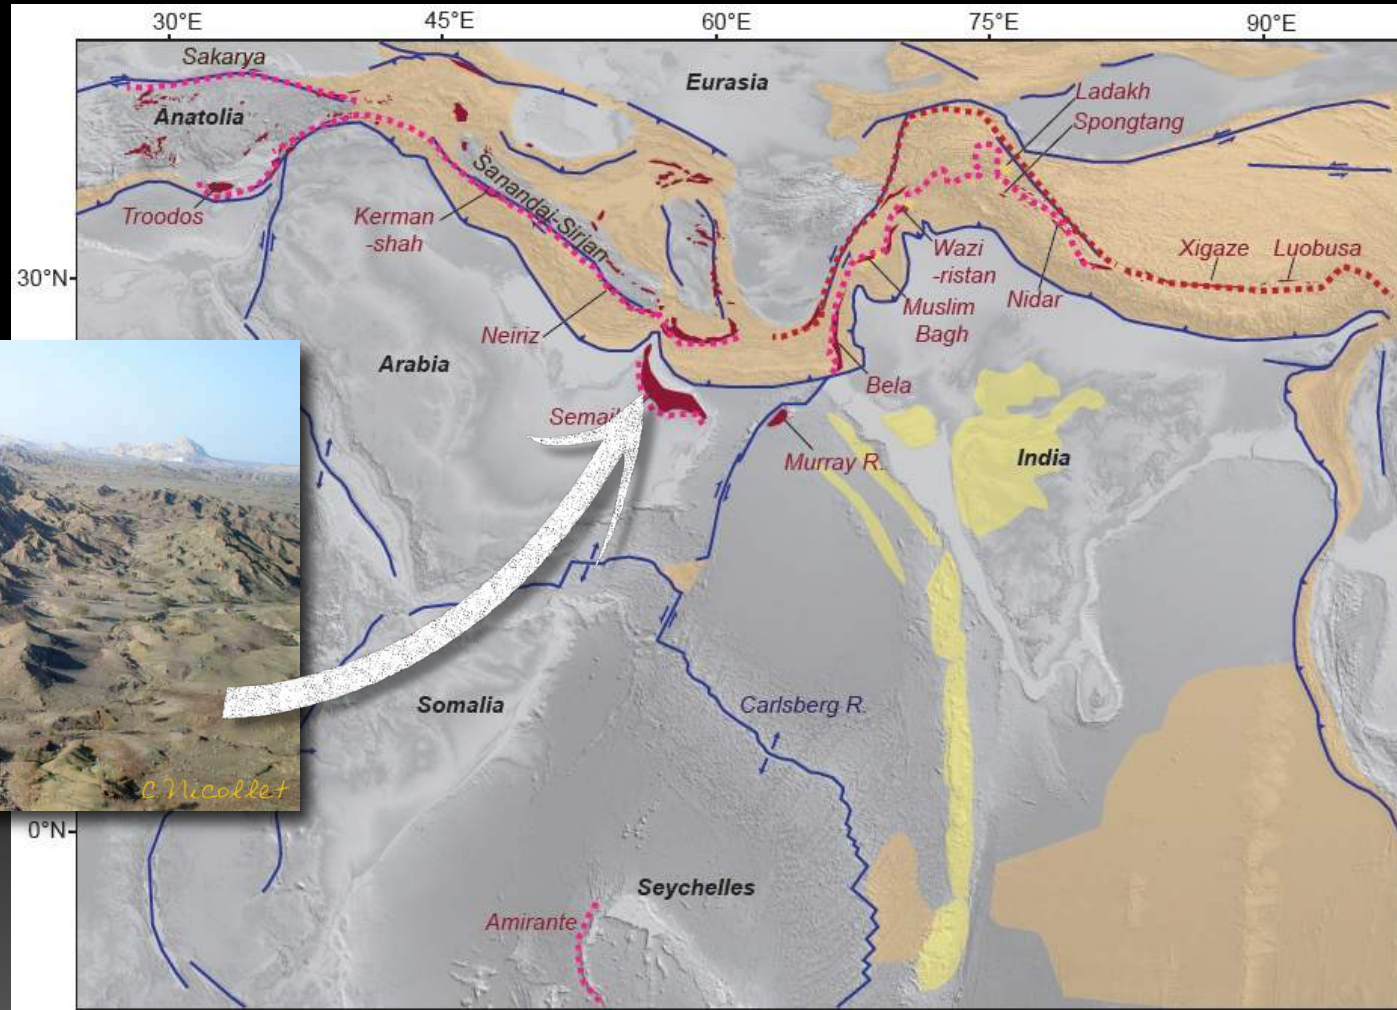 30°E
45°E
60°E
75°E
90°E
Sakarya
Anatolia
Eurasia
Ladakh
Spongtang
Troodos
Kerman
-shah
Sanandaj-Sirjan
Wazi
-ristan
Xigaze
Luobusa
30°N
Nidar
Muslim
Bagh
Neiriz
Arabia
Bela
Semail
Murray R.
India
Somalia
Carlsberg R.
C. Nicollet
0°N
Seychelles
Amirante